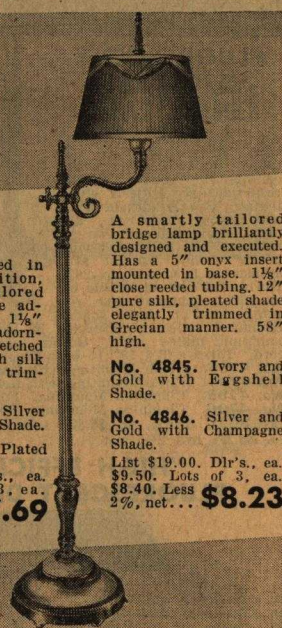 ed in
ition,
lored
e ad-
1⅛"
adorn-
etched
h silk
trim-
Silver
Shade.
Plated
s., ea.
3, ea.
.69
A smartly tailored
bridge lamp brilliantly
designed and executed.
Has a 5" onyx insert
mounted in base. 1⅛"
close reeded tubing. 12"
pure silk, pleated shade
elegantly trimmed in
Grecian manner. 58"
high.
No. 4845. Ivory and
Gold with Eggshell
Shade.
No. 4846. Silver and
Gold with Champagne
Shade.
List $19.00. Dlr's., ea.
$9.50. Lots of 3, ea.
$8.40. Less
2%, net... $8.23